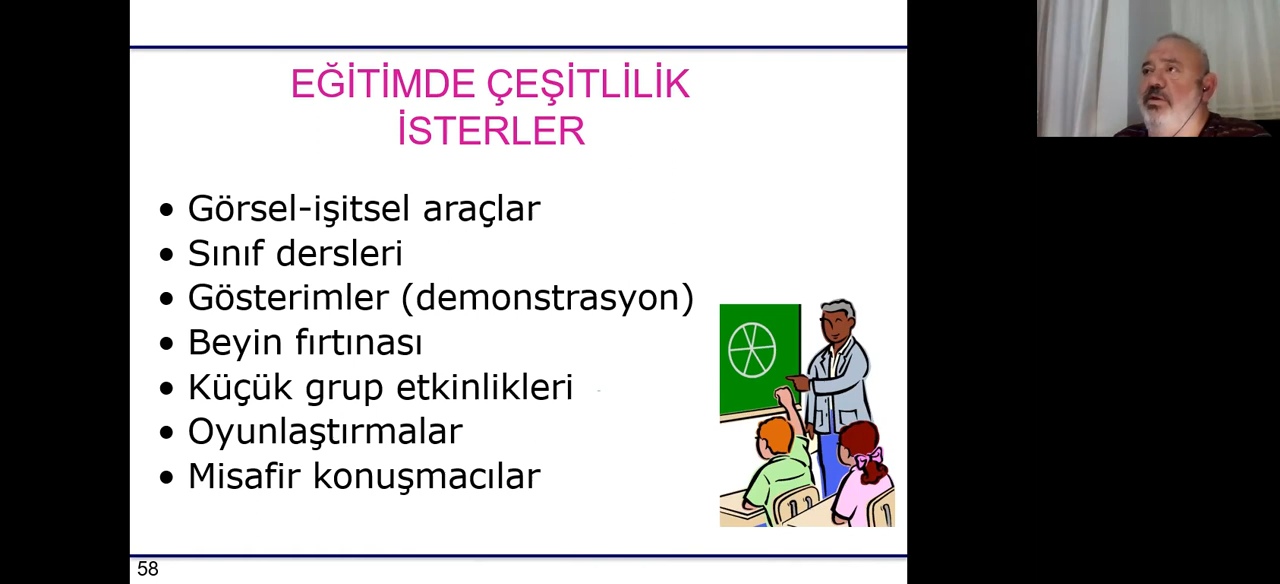 EĞİTİMDE ÇEŞİTLİLİK
İSTERLER
• Görsel-işitsel araçlar
• Sınıf dersleri
• Gösterimler (demonstrasyon)
• Beyin fırtınası
• Küçük grup etkinlikleri
• Oyunlaştırmalar
• Misafir konuşmacılar
58